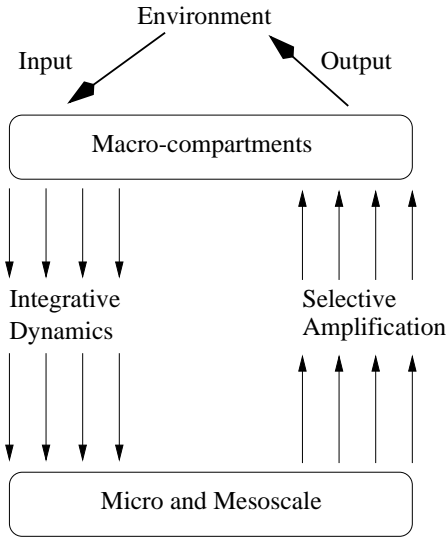 Environment
Input
Output
Macro-compartments
Integrative
Dynamics
Selective
Amplification
Micro and Mesoscale